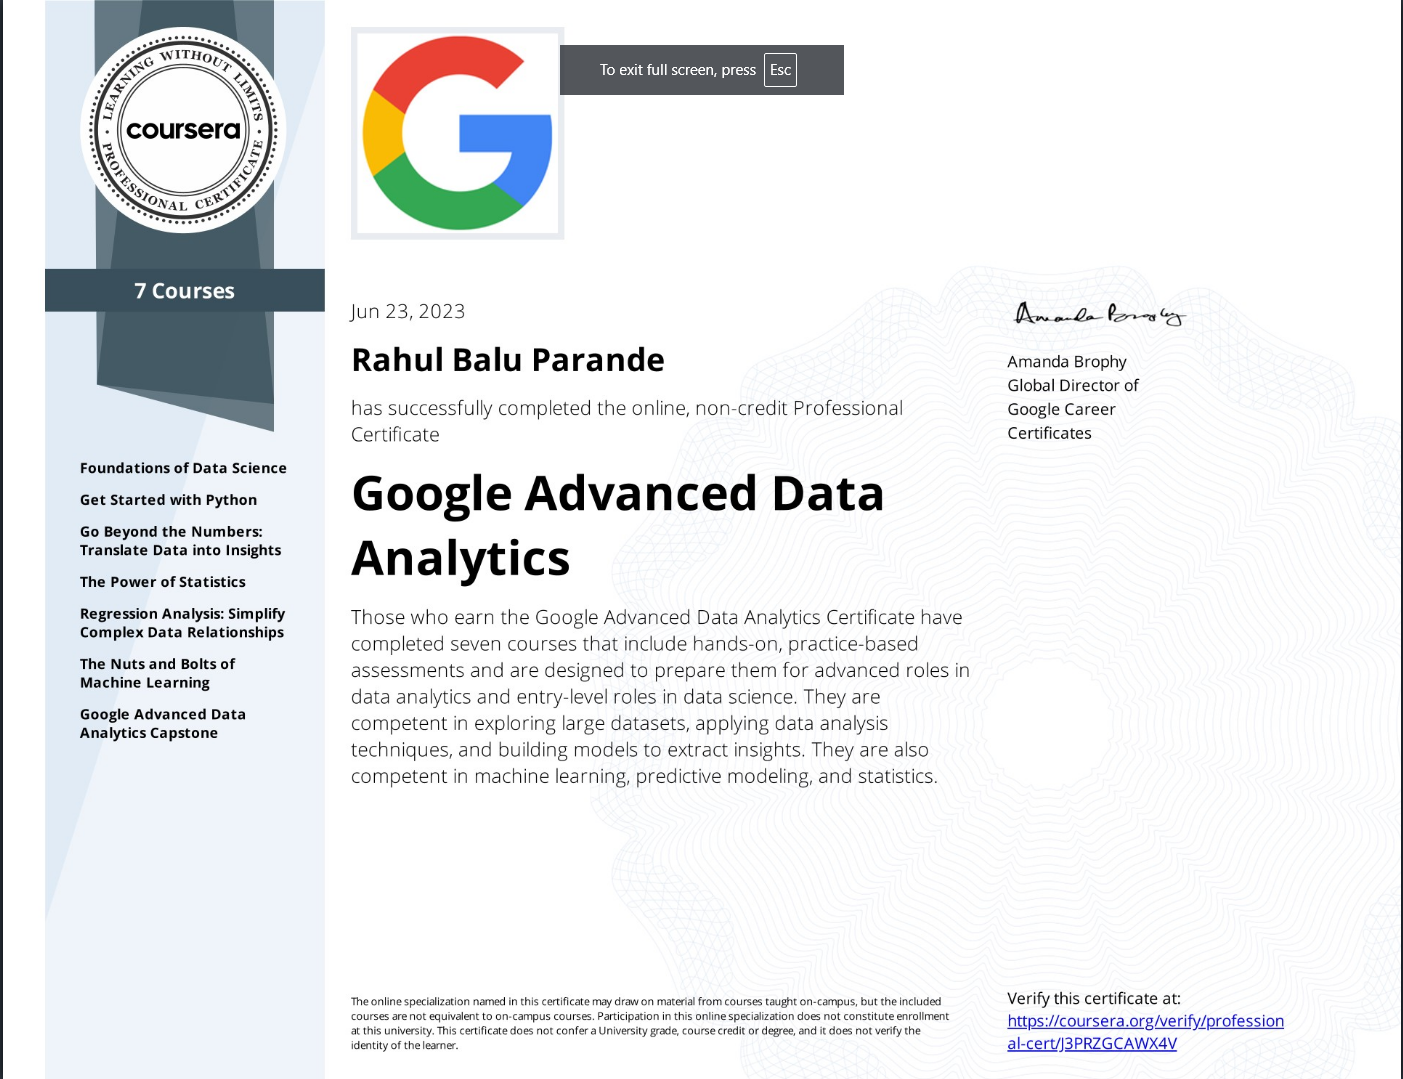 LEARNING WITHOUT LIMITS
coursera
PROFESSIONAL CERTIFICATE
7 Courses
Foundations of Data Science
Get Started with Python
Go Beyond the Numbers:
Translate Data into Insights
The Power of Statistics
Regression Analysis: Simplify
Complex Data Relationships
The Nuts and Bolts of
Machine Learning
Google Advanced Data
Analytics Capstone
G
To exit full screen, press Esc
Jun 23, 2023
Rahul Balu Parande
has successfully completed the online, non-credit Professional
Certificate
Google Advanced Data
Analytics
Those who earn the Google Advanced Data Analytics Certificate have
completed seven courses that include hands-on, practice-based
assessments and are designed to prepare them for advanced roles in
data analytics and entry-level roles in data science. They are
competent in exploring large datasets, applying data analysis
techniques, and building models to extract insights. They are also
competent in machine learning, predictive modeling, and statistics.
Amanda Brophy
Amanda Brophy
Global Director of
Google Career
Certificates
The online specialization named in this certificate may draw on material from courses taught on-campus, but the included
courses are not equivalent to on-campus courses. Participation in this online specialization does not constitute enrollment
at this university. This certificate does not confer a University grade, course credit or degree, and it does not verify the
identity of the learner.
Verify this certificate at:
https://coursera.org/verify/profession
al-cert/J3PRZGCAWX4V